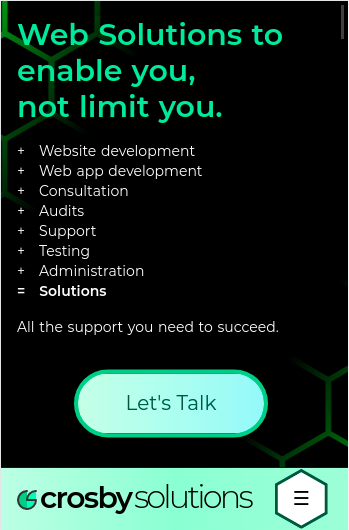 Web Solutions to
enable you,
not limit you.
+ Website development
+ Web app development
+ Consultation
+ Audits
+ Support
+ Testing
+ Administration
= Solutions
All the support you need to succeed.
Let's Talk
crosbysolutions